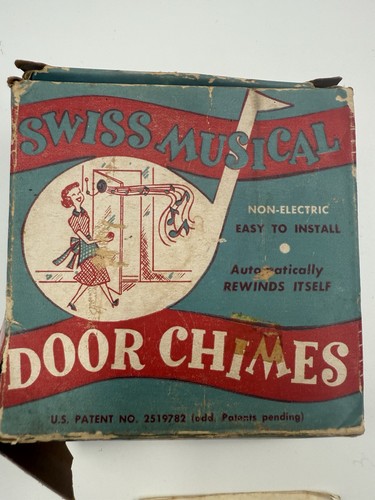 SWISS MUSICAL
NON-ELECTRIC
EASY TO INSTALL
Automatically
REWINDS ITSELF
DOOR CHIMES
U.S. PATENT NO. 2519782 (add. Patents pending)